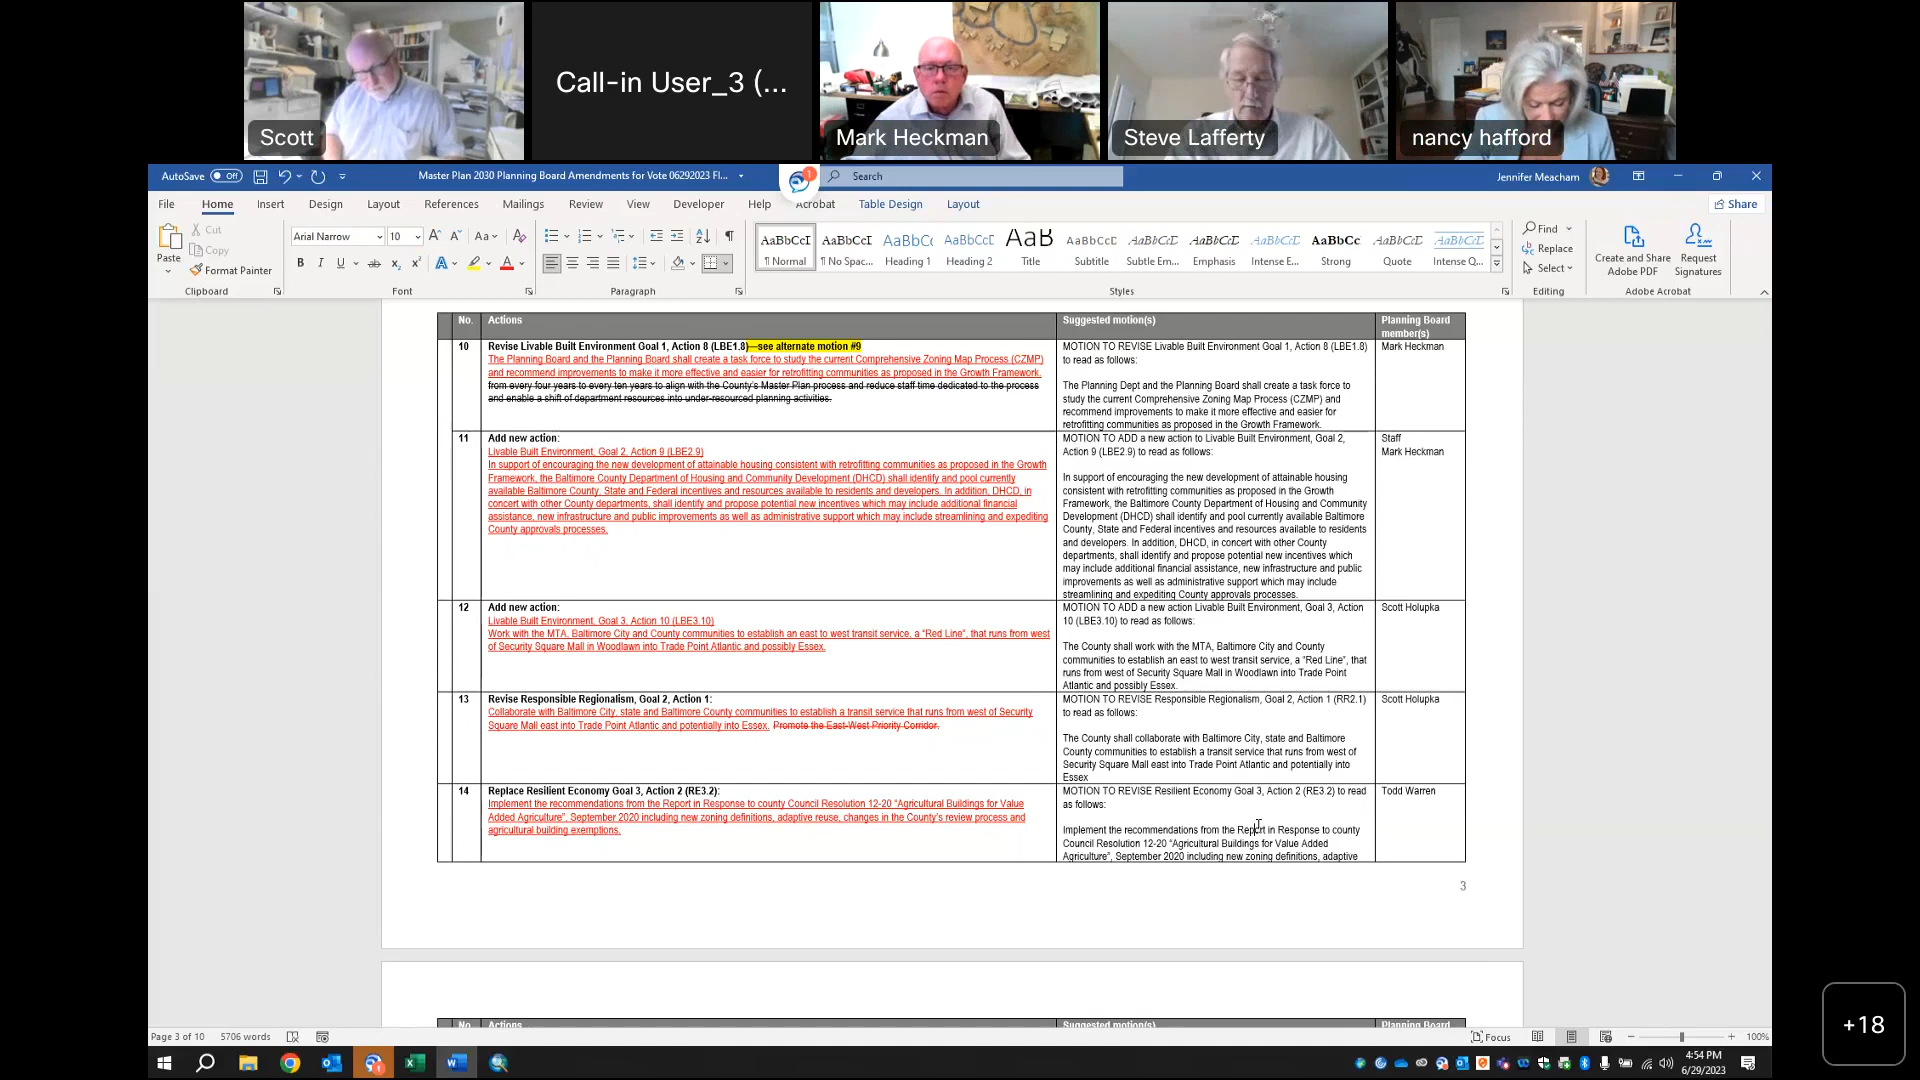 Scott
Call-in User_3 (...
Mark Heckman
Steve Lafferty
nancy hafford
AutoSave
Off
Master Plan 2030 Planning Board Amendments for Vote 06292023 Fl...
1
Search
Jennifer Meacham
File
Home
Insert
Design
Layout
References
Mailings
Review
View
Developer
Help
Acrobat
Table Design
Layout
Share
Paste
Cut
Copy
Format Painter
Clipboard
Arial Narrow
10
Font
Paragraph
AaBbCcI
¶ Normal
AaBbCcI
¶ No Spac...
AaBbCc
Heading 1
AaBbCcD
Heading 2
AaB
Title
AaBbCcD
Subtitle
AaBbCcDt
Subtle Em...
AaBbCcDt
Emphasis
AaBbCcDt
Intense E...
AaBbCc
Strong
AaBbCcDt
Quote
AaBbCcDt
Intense Q...
Styles
Find
Replace
Select
Editing
Create and Share
Adobe PDF
Request
Signatures
Adobe Acrobat
No.
Actions
Suggested motion(s)
Planning Board
member(s)
10
Revise Livable Built Environment Goal 1, Action 8 (LBE1.8)—see alternate motion #9
The Planning Board and the Planning Board shall create a task force to study the current Comprehensive Zoning Map Process (CZMP)
and recommend improvements to make it more effective and easier for retrofitting communities as proposed in the Growth Framework.
from every four years to every ten years to align with the County's Master Plan process and reduce staff time dedicated to the process
and enable a shift of department resources into under-resourced planning activities.
MOTION TO REVISE Livable Built Environment Goal 1, Action 8 (LBE1.8)
to read as follows:
The Planning Dept and the Planning Board shall create a task force to
study the current Comprehensive Zoning Map Process (CZMP) and
recommend improvements to make it more effective and easier for
retrofitting communities as proposed in the Growth Framework.
Mark Heckman
11
Add new action:
Livable Built Environment, Goal 2, Action 9 (LBE2.9)
In support of encouraging the new development of attainable housing consistent with retrofitting communities as proposed in the Growth
Framework, the Baltimore County Department of Housing and Community Development (DHCD) shall identify and pool currently
available Baltimore County, State and Federal incentives and resources available to residents and developers. In addition, DHCD, in
concert with other County departments, shall identify and propose potential new incentives which may include additional financial
assistance, new infrastructure and public improvements as well as administrative support which may include streamlining and expediting
County approvals processes.
MOTION TO ADD a new action to Livable Built Environment, Goal 2,
Action 9 (LBE2.9) to read as follows:
In support of encouraging the new development of attainable housing
consistent with retrofitting communities as proposed in the Growth
Framework, the Baltimore County Department of Housing and Community
Development (DHCD) shall identify and pool currently available Baltimore
County, State and Federal incentives and resources available to residents
and developers. In addition, DHCD, in concert with other County
departments, shall identify and propose potential new incentives which
may include additional financial assistance, new infrastructure and public
improvements as well as administrative support which may include
streamlining and expediting County approvals processes.
Staff
Mark Heckman
12
Add new action:
Livable Built Environment, Goal 3, Action 10 (LBE3.10)
Work with the MTA, Baltimore City and County communities to establish an east to west transit service, a "Red Line", that runs from west
of Security Square Mall in Woodlawn into Trade Point Atlantic and possibly Essex.
MOTION TO ADD a new action Livable Built Environment, Goal 3, Action
10 (LBE3.10) to read as follows:
The County shall work with the MTA, Baltimore City and County
communities to establish an east to west transit service, a "Red Line", that
runs from west of Security Square Mall in Woodlawn into Trade Point
Atlantic and possibly Essex.
Scott Holupka
13
Revise Responsible Regionalism, Goal 2, Action 1:
Collaborate with Baltimore City, state and Baltimore County communities to establish a transit service that runs from west of Security
Square Mall east into Trade Point Atlantic and potentially into Essex. Promote the East-West Priority Corridor.
MOTION TO REVISE Responsible Regionalism, Goal 2, Action 1 (RR2.1)
to read as follows:
The County shall collaborate with Baltimore City, state and Baltimore
County communities to establish a transit service that runs from west of
Security Square Mall east into Trade Point Atlantic and potentially into
Essex
Scott Holupka
14
Replace Resilient Economy Goal 3, Action 2 (RE3.2):
Implement the recommendations from the Report in Response to county Council Resolution 12-20 "Agricultural Buildings for Value
Added Agriculture", September 2020 including new zoning definitions, adaptive reuse, changes in the County's review process and
agricultural building exemptions.
MOTION TO REVISE Resilient Economy Goal 3, Action 2 (RE3.2) to read
as follows:
Implement the recommendations from the Report in Response to county
Council Resolution 12-20 "Agricultural Buildings for Value Added
Agriculture", September 2020 including new zoning definitions, adaptive
Todd Warren
3
No.
Actions
Suggested motion(s)
Planning Board
+18
Page 3 of 10
5706 words
Focus
100%
4:54 PM
6/29/2023